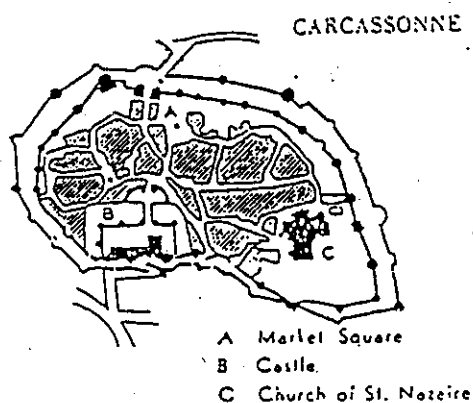 CARCASSONNE
A
B
C
A Market Square
B Castle
C Church of St. Nazaire